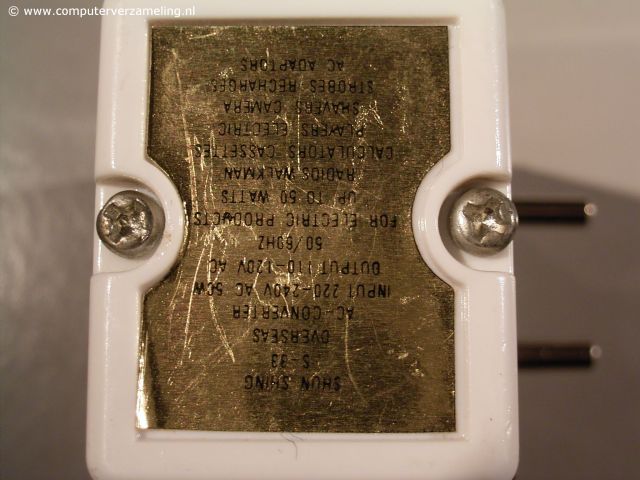 © www.computerverzameling.nl
SHUN SHING
S-33
OVERSEAS
AC-CONVERTER
INPUT 220-240V AC 50W
OUTPUT 110-120V AC
50/60HZ
FOR ELECTRIC PRODUCTS
UP TO 50 WATTS
RADIOS WALKMAN
CALCULATORS CASSETTES
PLAYERS ELECTRIC
SHAVERS CAMERA
STROBES RECHARGES
AC ADAPTORS